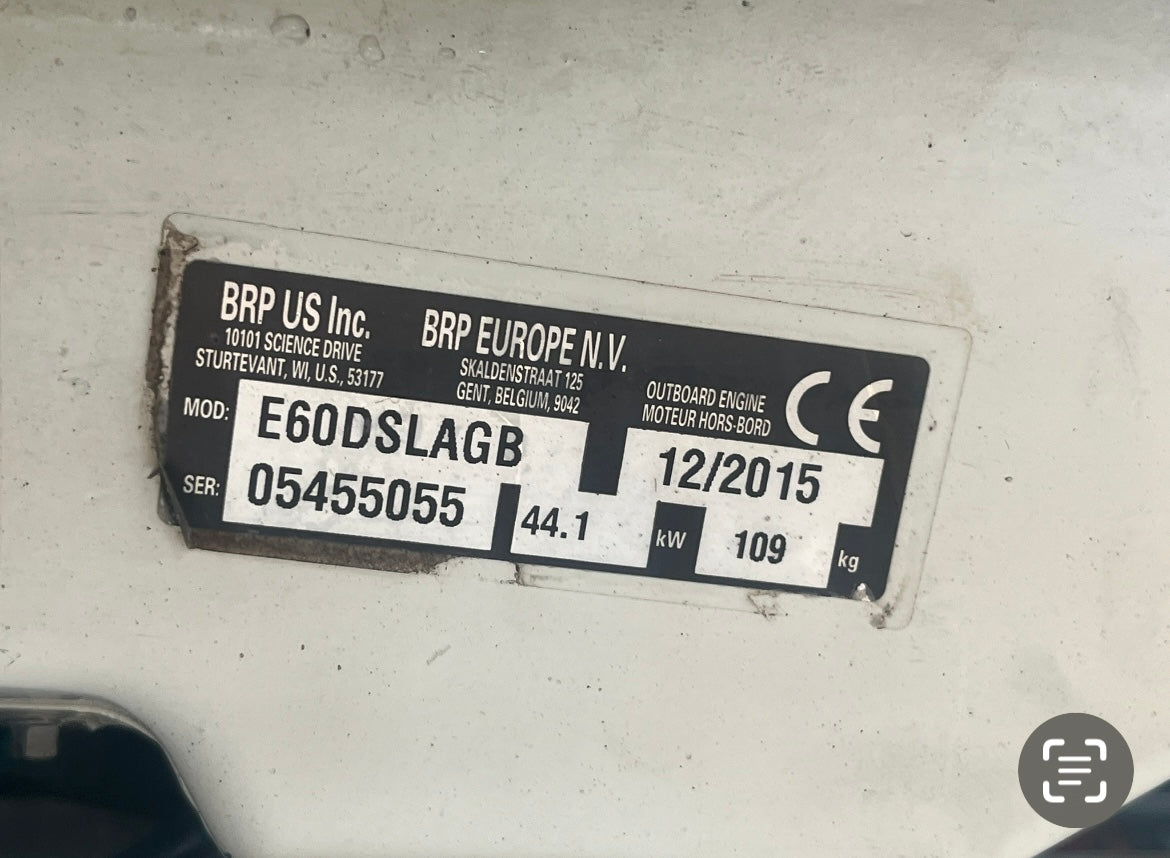 BRP US Inc.
10101 SCIENCE DRIVE
STURTEVANT, WI, U.S., 53177
BRP EUROPE N.V.
SKALDENSTRAAT 125
GENT, BELGIUM, 9042
OUTBOARD ENGINE
MOTEUR HORS-BORD
CE
MOD: E60DSLAGB
12/2015
SER: 05455055
44.1 kW
109 kg